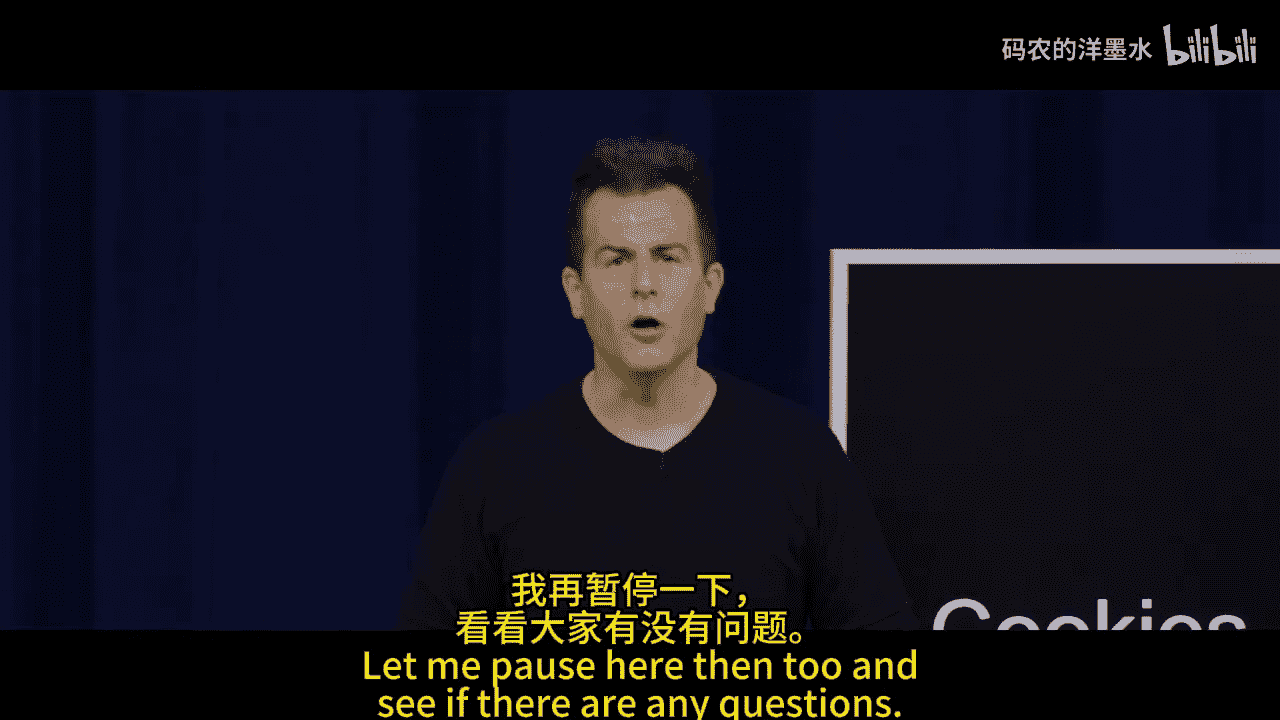 码农的洋墨水 bilibili
Cookies
我再暂停一下，
看看大家有没有问题。
Let me pause here then too and
see if there are any questions.